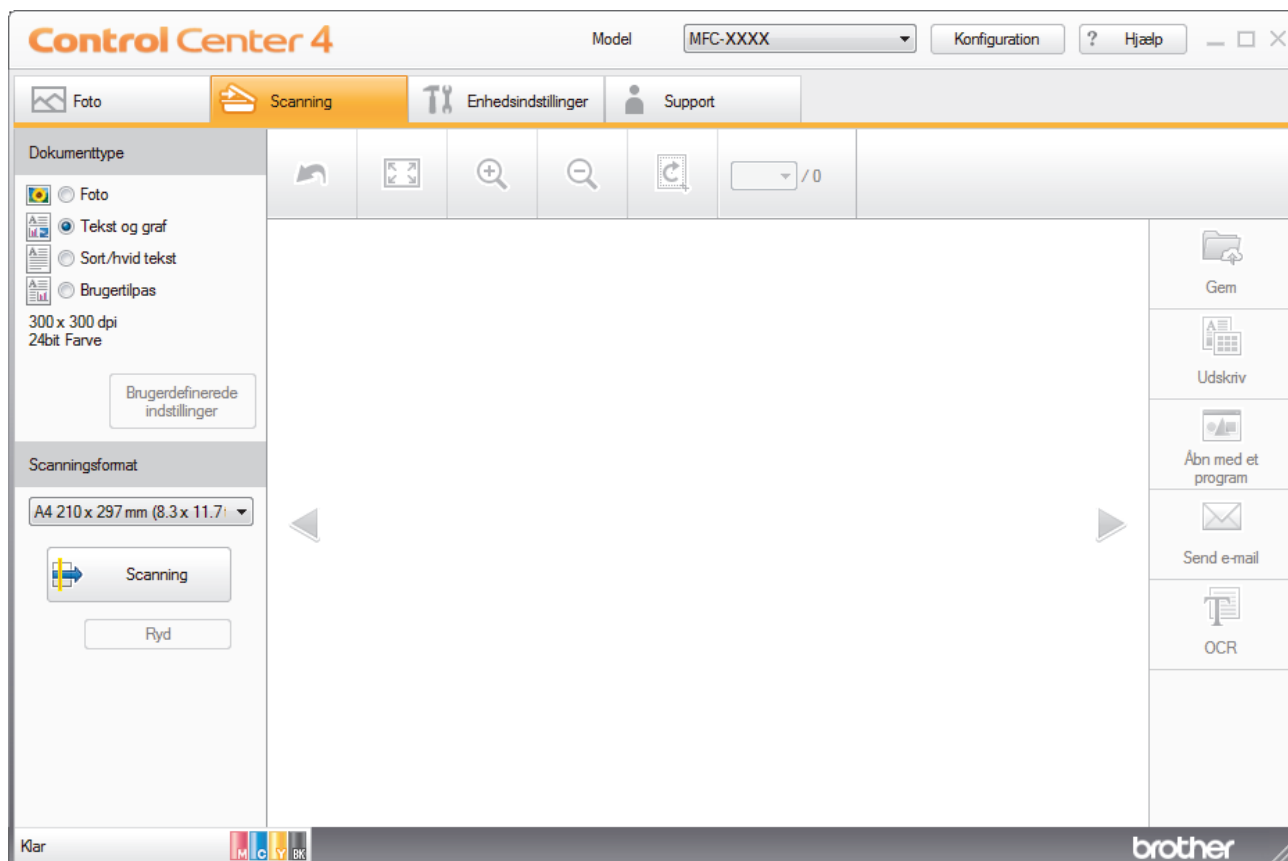 Control Center 4
Model
MFC-XXXX
Konfiguration
? Hjælp
Foto
Scanning
Enhedsindstillinger
Support
Dokumenttype
Foto
Tekst og graf
Sort/hvid tekst
Brugertilpas
300 x 300 dpi
24bit Farve
Brugerdefinerede
indstillinger
Scanningsformat
A4 210 x 297 mm (8.3 x 11.7
Scanning
Ryd
/ 0
Gem
Udskriv
Åbn med et
program
Send e-mail
OCR
Klar
M C Y BK
brother